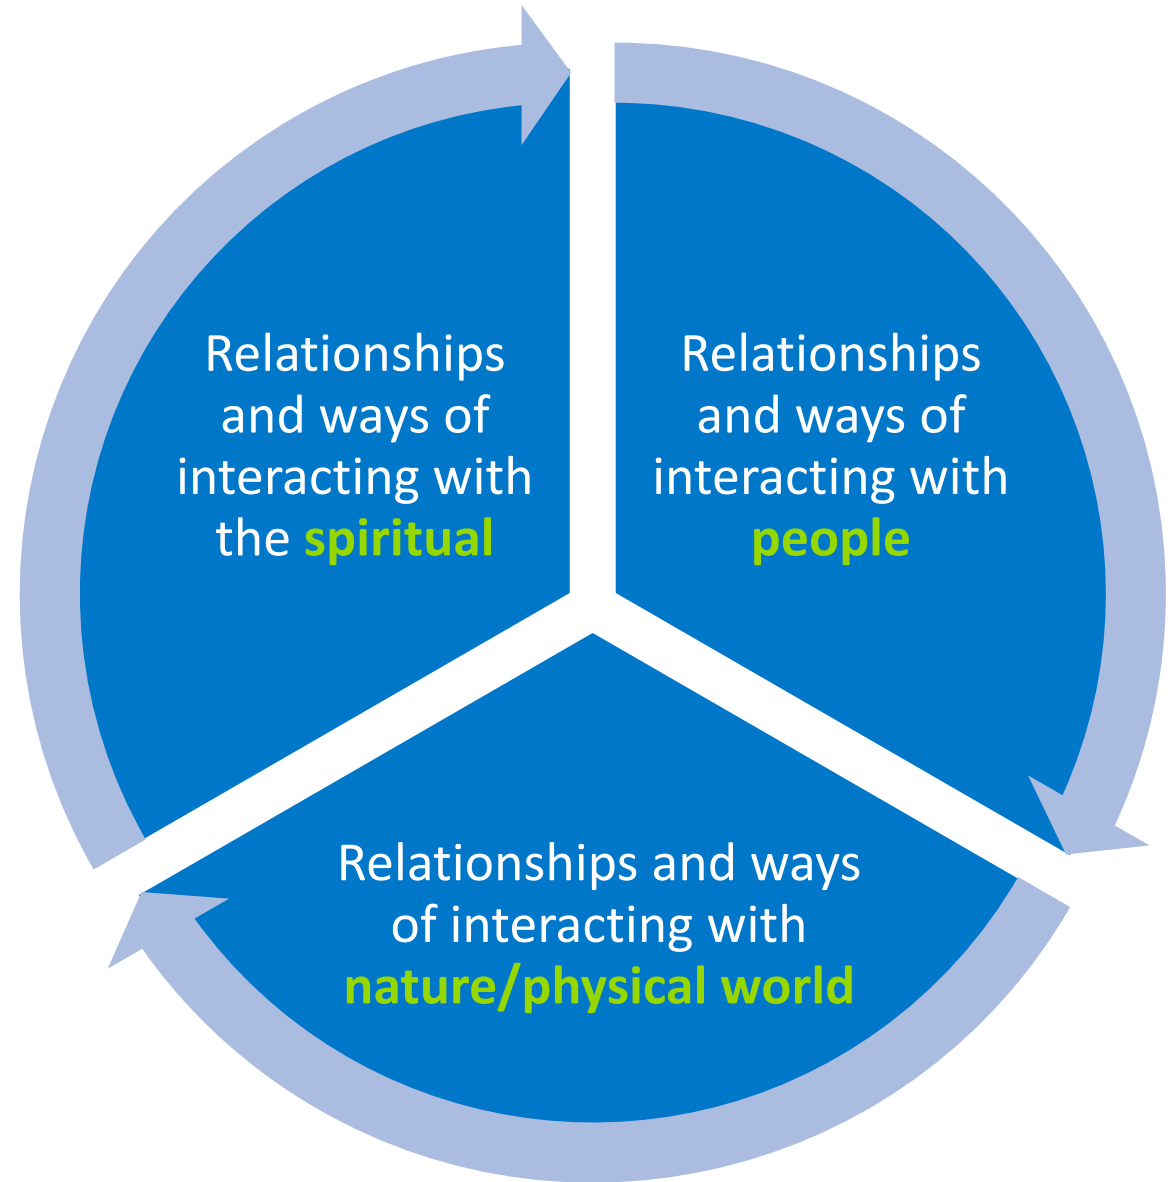 Relationships
and ways of
interacting with
the spiritual
Relationships
and ways of
interacting with
people
Relationships and ways
of interacting with
nature/physical world